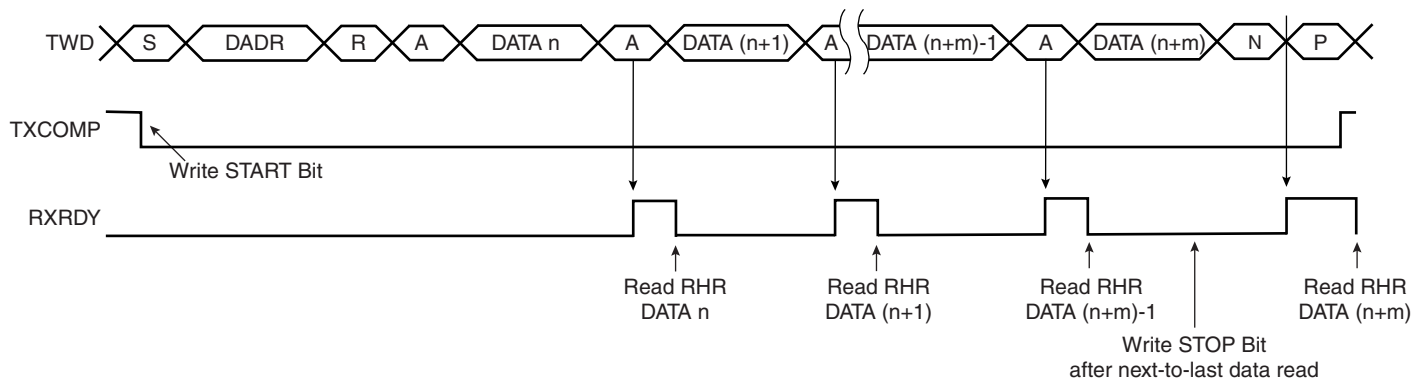 TWD S DADR R A DATA n A DATA (n+1) A DATA (n+m)-1 A DATA (n+m) N P
TXCOMP
Write START Bit
RXRDY
Read RHR Read RHR Read RHR Read RHR
DATA n DATA (n+1) DATA (n+m)-1 DATA (n+m)
Write STOP Bit
after next-to-last data read